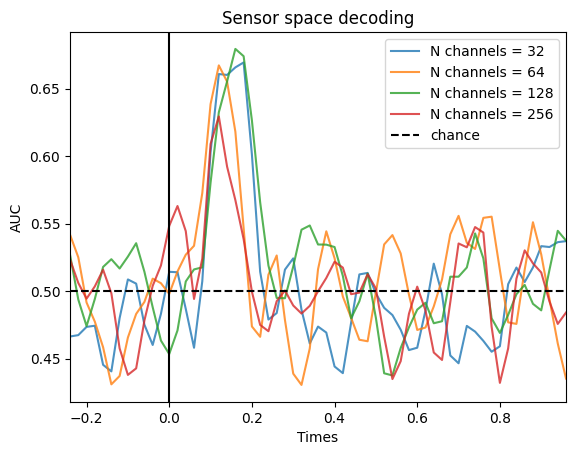 Sensor space decoding
N channels = 32
N channels = 64
N channels = 128
N channels = 256
chance
AUC
0.65
0.60
0.55
0.50
0.45
−0.2 0.0 0.2 0.4 0.6 0.8
Times